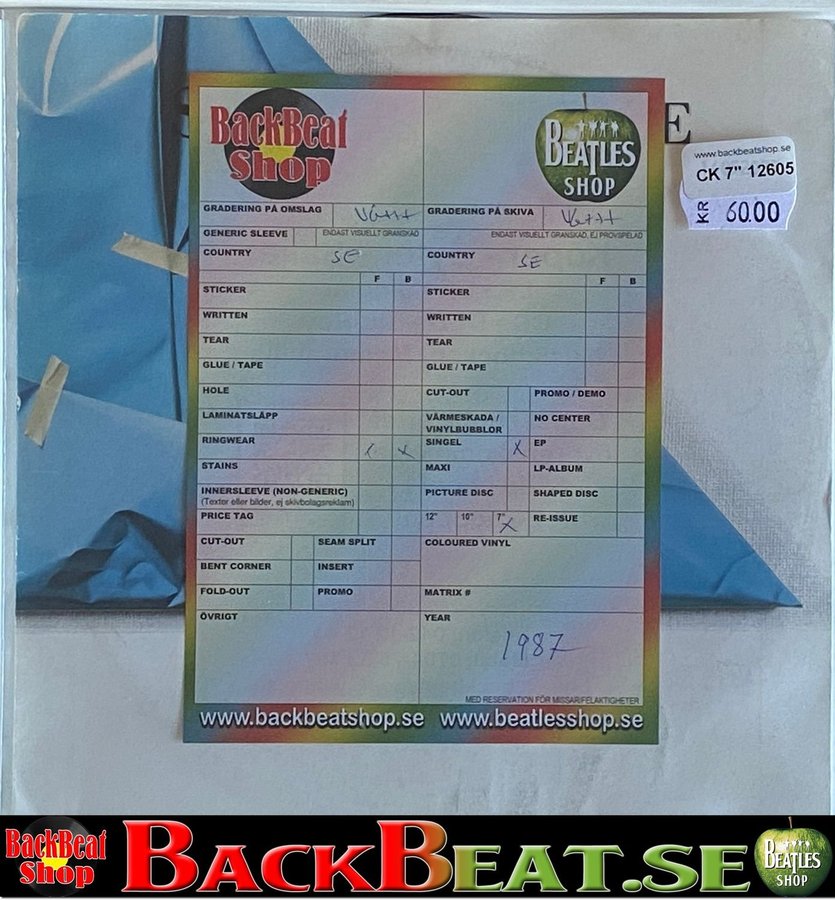 BackBeat
Shop
BEATLES
SHOP
E
www.backbeatshop.se
CK 7" 12605
KR 60.00
GRADERING PÅ OMSLAG VG+++
GRADERING PÅ SKIVA VG+++
GENERIC SLEEVE
ENDAST VISUELLT GRANSKAD
ENDAST VISUELLT GRANSKAD, EJ PROVSPELAD
COUNTRY SE
COUNTRY SE
F B
F B
STICKER
STICKER
WRITTEN
WRITTEN
TEAR
TEAR
GLUE / TAPE
GLUE / TAPE
HOLE
CUT-OUT
PROMO / DEMO
LAMINATSLÄPP
VÄRMESKADA /
VINYLBUBBLOR
NO CENTER
RINGWEAR x x
SINGEL X
EP
STAINS
MAXI
LP-ALBUM
INNERSLEEVE (NON-GENERIC)
(Texter eller bilder, ej skivbolagsreklam)
PICTURE DISC
SHAPED DISC
PRICE TAG
12" 10" 7" X
RE-ISSUE
CUT-OUT
SEAM SPLIT
COLOURED VINYL
BENT CORNER
INSERT
FOLD-OUT
PROMO
MATRIX #
ÖVRIGT
YEAR
1987
MED RESERVATION FÖR MISSAR/FELAKTIGHETER
www.backbeatshop.se www.beatlesshop.se
BackBeat
Shop
BACKBEAT.SE
BEATLES
SHOP